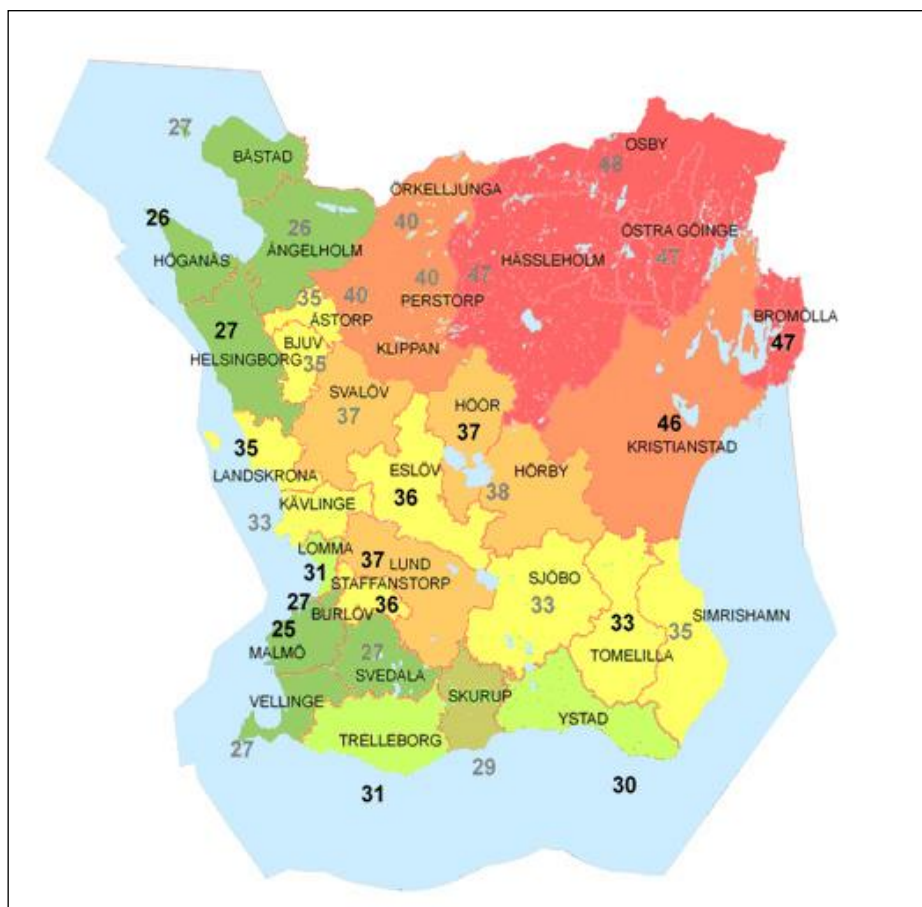 27
BÅSTAD
OSBY
48
ÖRKELLJUNGA
40
26
26
ÄNGELHOLM
ÖSTRA GÖINGE
47
HÖGANÄS
HÄSSLEHOLM
47
40
PERSTORP
35
40
ÅSTORP
BROMÖLLA
47
27
HELSINGBORG
BJUV
35
KLIPPAN
SVALÖV
37
HÖÖR
37
46
KRISTIANSTAD
35
LANDSKRONA
ESLÖV
36
HÖRBY
38
KÄVLINGE
33
LOMMA
31
37
LUND
STAFFANSTORP
36
SJÖBO
33
27
BURLÖV
25
MALMÖ
33
TOMELILLA
SIMRISHAMN
35
27
SVEDALA
VELLINGE
27
SKURUP
29
YSTAD
30
TRELLEBORG
31